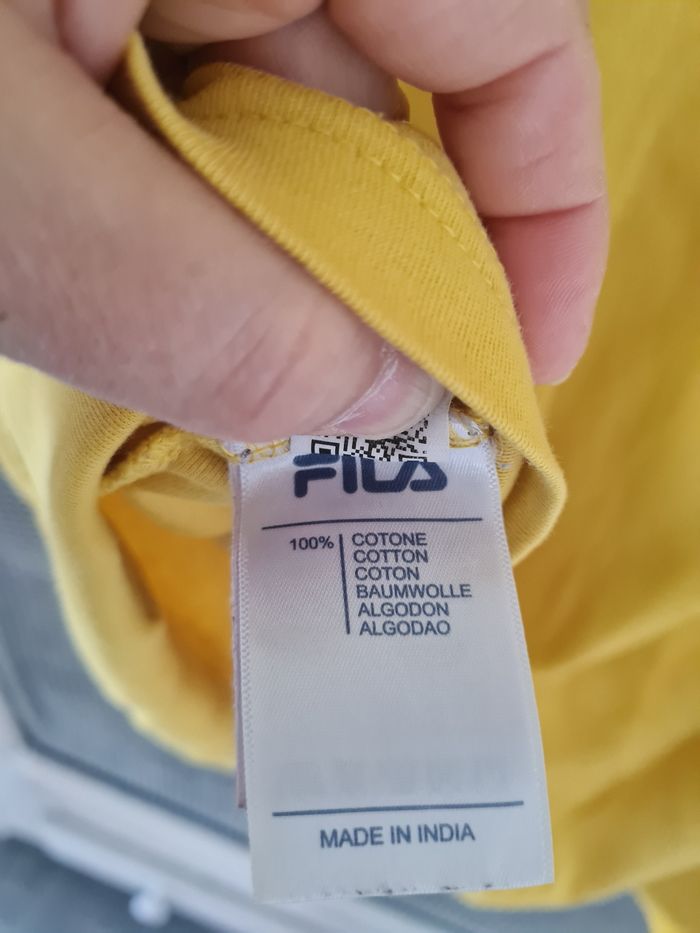 FILA
100%
COTONE
COTTON
COTON
BAUMWOLLE
ALGODON
ALGODAO
MADE IN INDIA